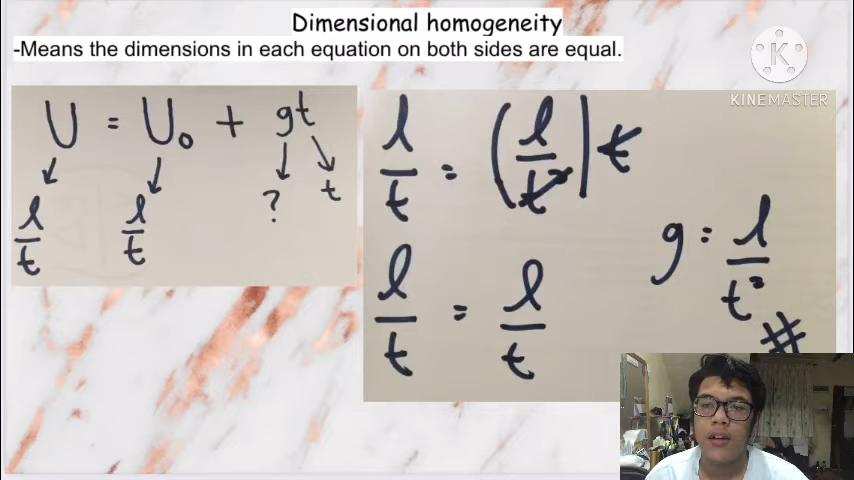 Dimensional homogeneity
-Means the dimensions in each equation on both sides are equal.
K
KINEMASTER
U = U₀ + gt
l/t l/t ? t
l/t = (l/t²) t
g = l/t²
l/t = l/t
#